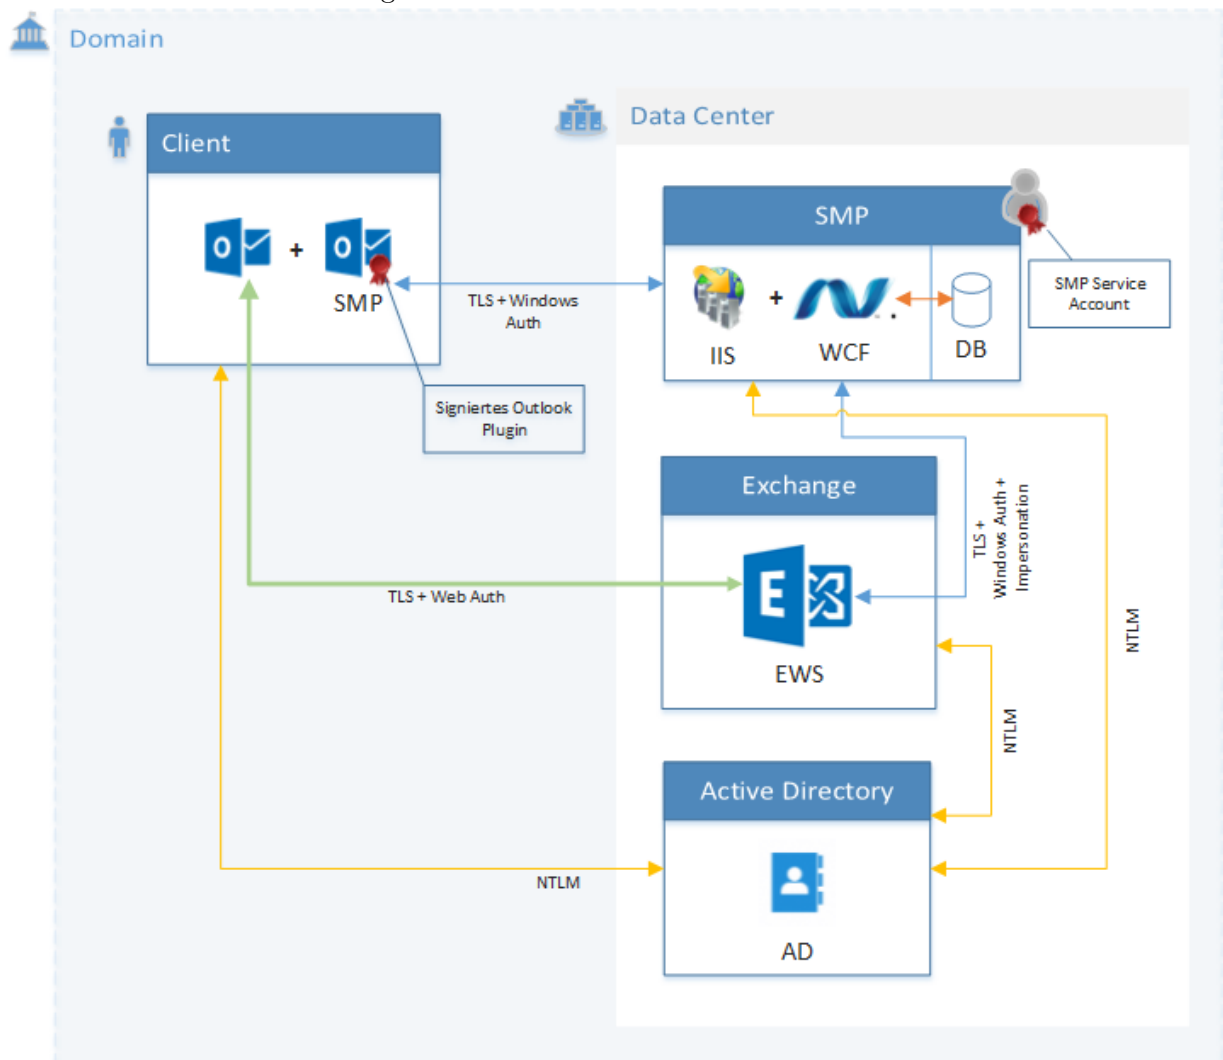 Domain
Client
Data Center
SMP
+
SMP
TLS + Windows
Auth
+
IIS
WCF
DB
SMP Service
Account
Signiertes Outlook
Plugin
Exchange
TLS +
Windows Auth +
Impersonation
TLS + Web Auth
EWS
NTLM
NTLM
Active Directory
NTLM
AD